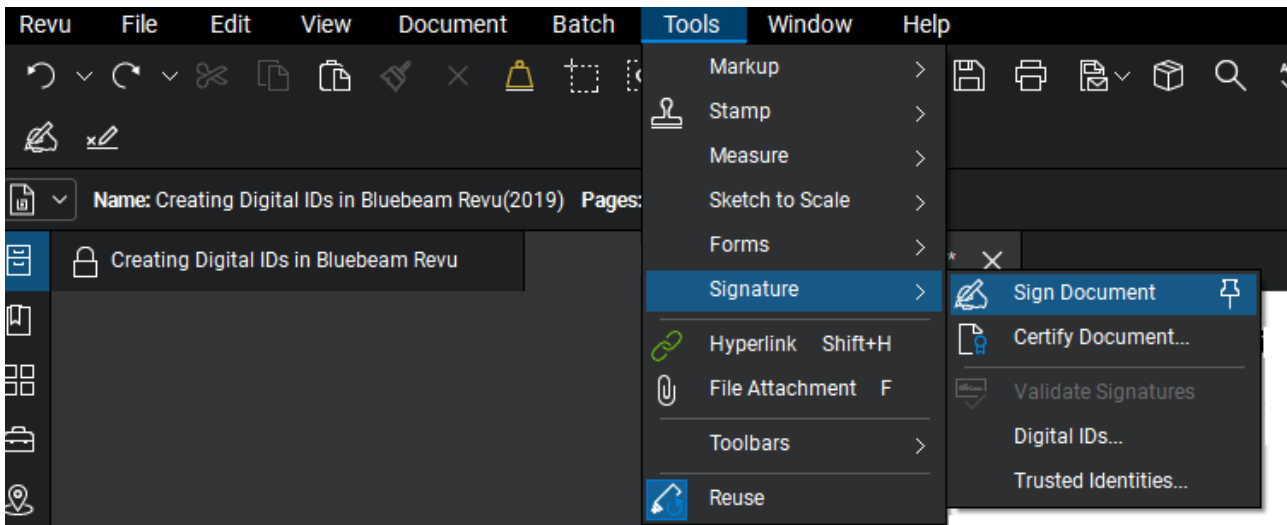 Revu File Edit View Document Batch Tools Window Help
Markup
Stamp
Measure
Name: Creating Digital IDs in Bluebeam Revu(2019) Pages:
Sketch to Scale
Creating Digital IDs in Bluebeam Revu
Forms
*
Signature
Sign Document
Hyperlink Shift+H
Certify Document...
File Attachment F
Validate Signatures
Toolbars
Digital IDs...
Reuse
Trusted Identities...